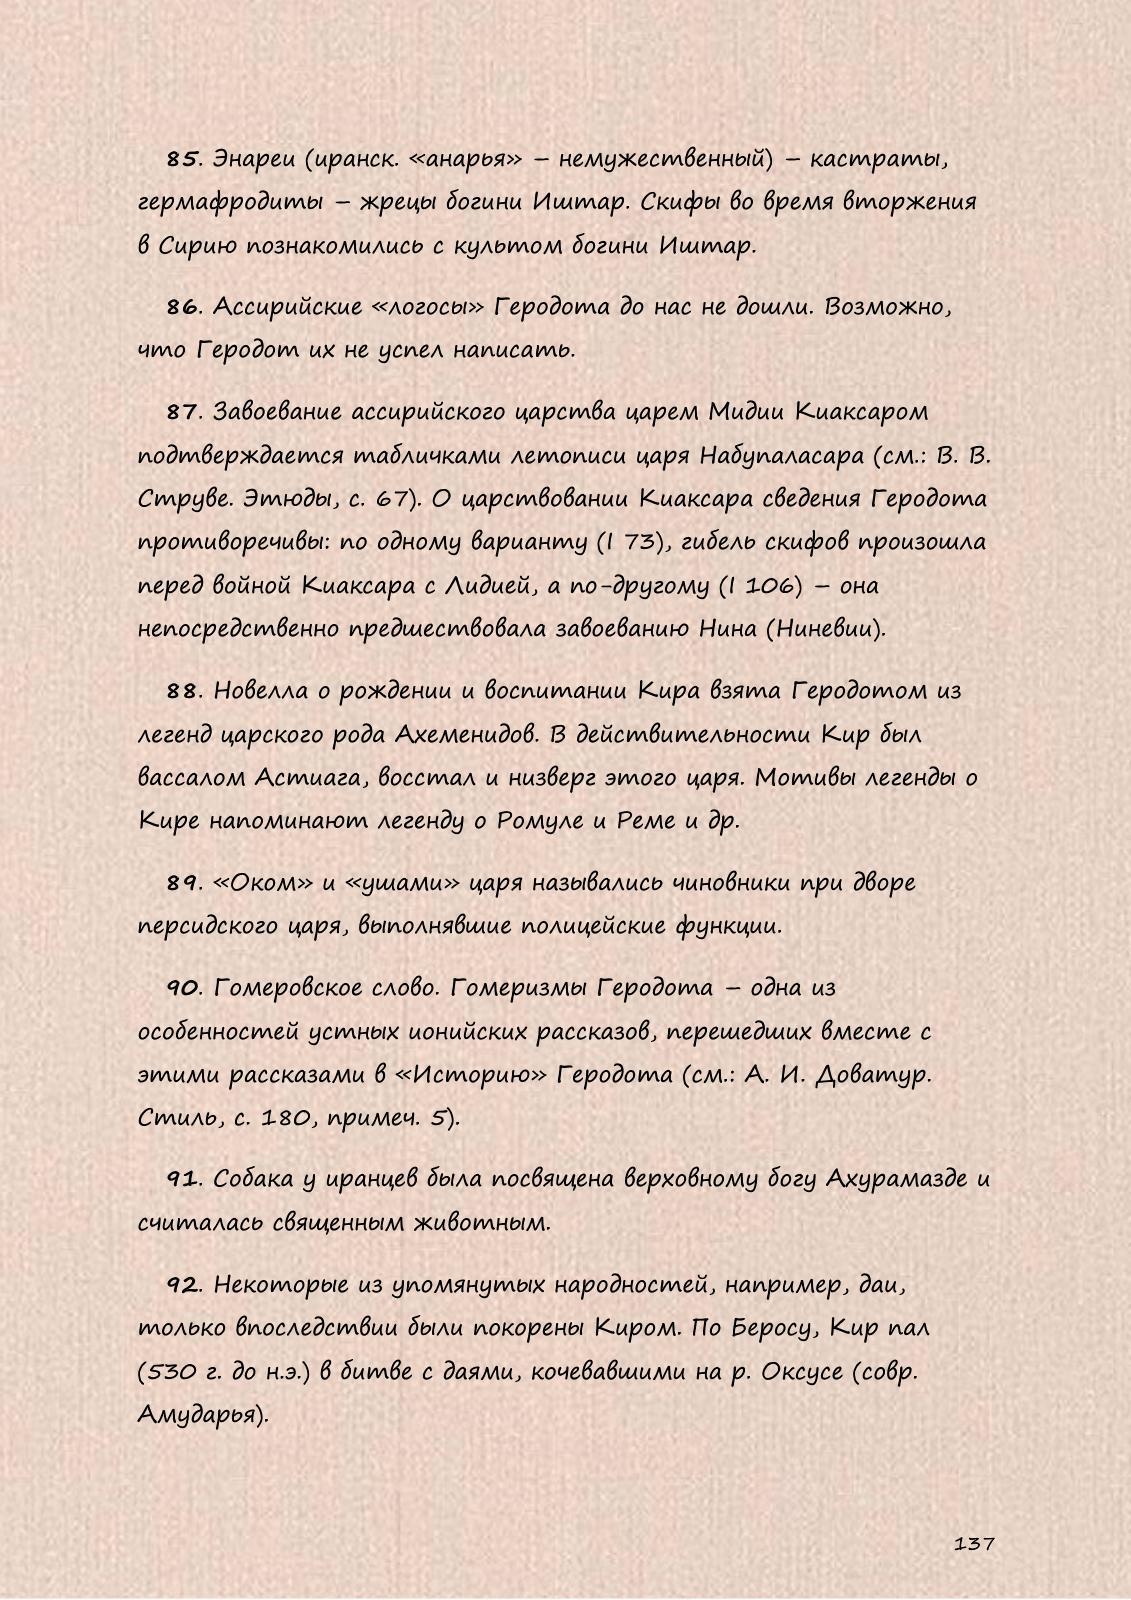 85. Энареи (иранск. «анарья» – немужественный) – кастраты,
гермафродиты – жрецы богини Иштар. Скифы во время вторжения
в Сирию познакомились с культом богини Иштар.
86. Ассирийские «логосы» Геродота до нас не дошли. Возможно,
что Геродот их не успел написать.
87. Завоевание ассирийского царства царем Мидии Киаксаром
подтверждается табличками летописи царя Набупаласара (см.: В. В.
Струве. Этюды, с. 67). О царствовании Киаксара сведения Геродота
противоречивы: по одному варианту (I 73), гибель скифов произошла
перед войной Киаксара с Лидией, а по-другому (I 106) – она
непосредственно предшествовала завоеванию Нина (Ниневии).
88. Новелла о рождении и воспитании Кира взята Геродотом из
легенд царского рода Ахеменидов. В действительности Кир был
вассалом Астиага, восстал и низверг этого царя. Мотивы легенды о
Кире напоминают легенду о Ромуле и Реме и др.
89. «Оком» и «ушами» царя назывались чиновники при дворе
персидского царя, выполнявшие полицейские функции.
90. Гомеровское слово. Гомеризмы Геродота – одна из
особенностей устных ионийских рассказов, перешедших вместе с
этими рассказами в «Историю» Геродота (см.: А. И. Доватур.
Стиль, с. 180, примеч. 5).
91. Собака у иранцев была посвящена верховному богу Ахурамазде и
считалась священным животным.
92. Некоторые из упомянутых народностей, например, даи,
только впоследствии были покорены Киром. По Беросу, Кир пал
(530 г. до н.э.) в битве с даями, кочевавшими на р. Оксусе (совр.
Амударья).
137